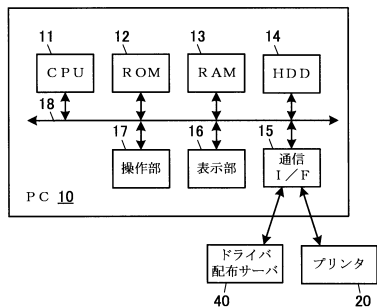 11
12
13
14
CPU
ROM
RAM
HDD
18
17
16
15
操作部
表示部
通信
I/F
PC 10
ドライバ
配布サーバ
プリンタ
40
20